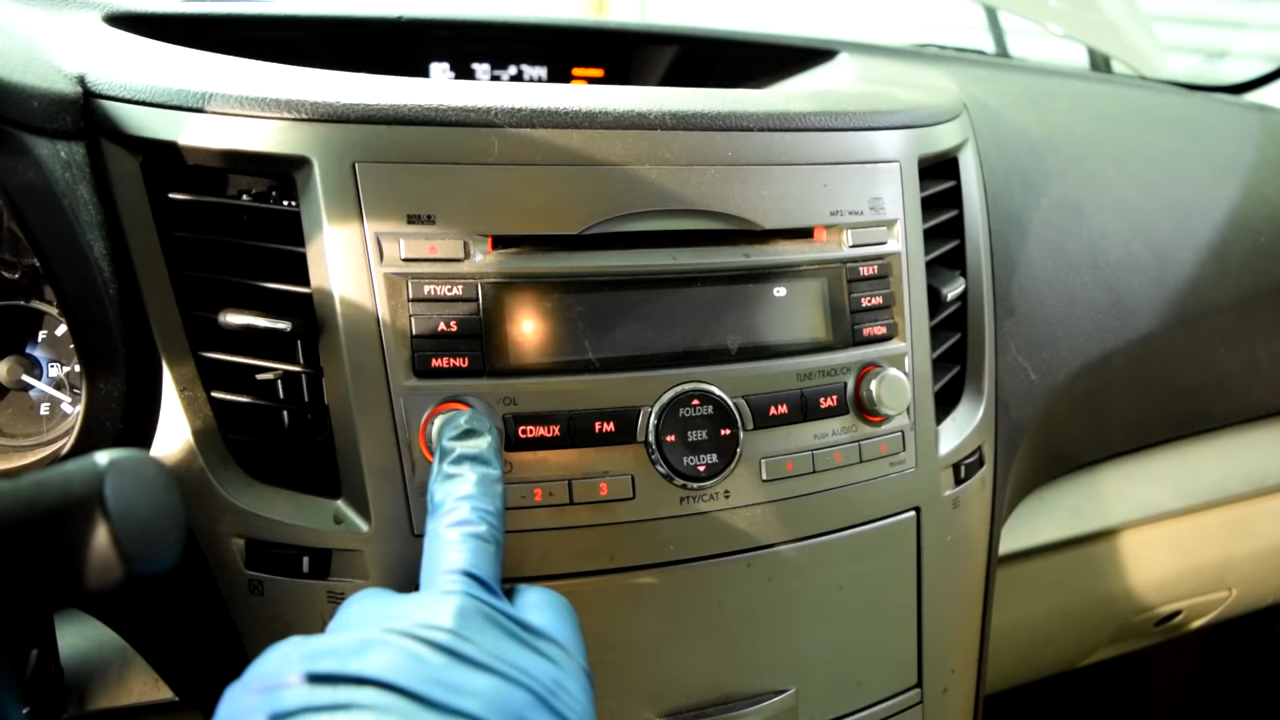 MP3/WMA
PTY/CAT
TEXT
CD
A.S
SCAN
RPT/RDM
MENU
TUNE/TRACK/CH
VOL
CD/AUX
FM
FOLDER
SEEK
FOLDER
AM
SAT
PUSH AUDIO
2
3
PTY/CAT
F
E